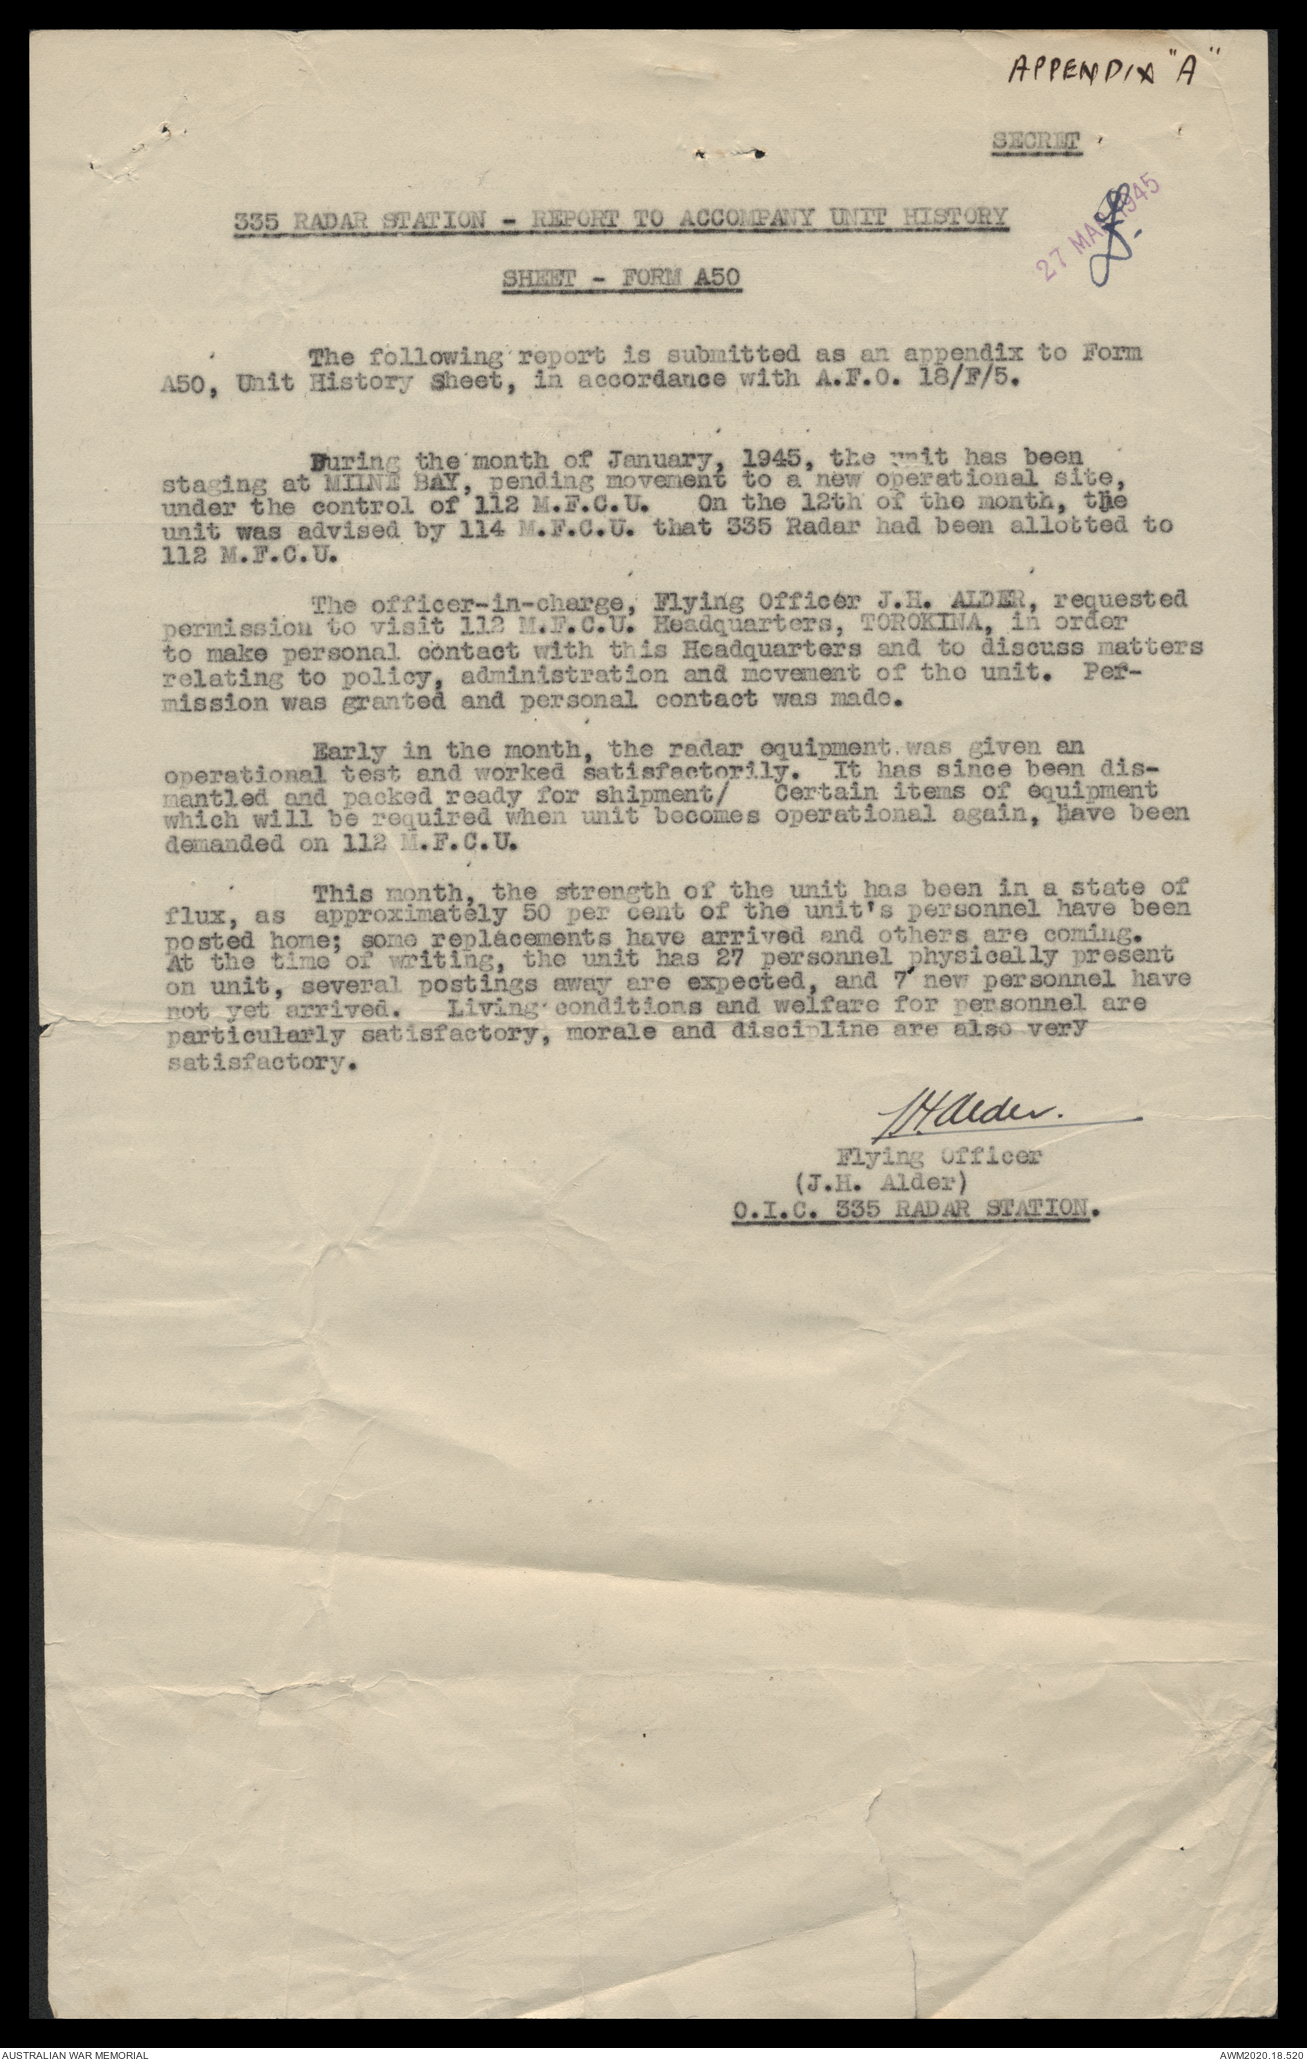 APPENDIX "A"
SECRET
27 MAR 1945
335 RADAR STATION - REPORT TO ACCOMPANY UNIT HISTORY
SHEET - FORM A50
The following report is submitted as an appendix to Form
A50, Unit History Sheet, in accordance with A.F.O. 18/F/5.
During the month of January, 1945, the unit has been
staging at MILNE BAY, pending movement to a new operational site,
under the control of 112 M.F.C.U. On the 12th of the month, the
unit was advised by 114 M.F.C.U. that 335 Radar had been allotted to
112 M.F.C.U.
The officer-in-charge, Flying Officer J.H. ALDER, requested
permission to visit 112 M.F.C.U. Headquarters, TOROKINA, in order
to make personal contact with this Headquarters and to discuss matters
relating to policy, administration and movement of the unit. Per-
mission was granted and personal contact was made.
Early in the month, the radar equipment was given an
operational test and worked satisfactorily. It has since been dis-
mantled and packed ready for shipment/ Certain items of equipment
which will be required when unit becomes operational again, have been
demanded on 112 M.F.C.U.
This month, the strength of the unit has been in a state of
flux, as approximately 50 per cent of the unit's personnel have been
posted home; some replacements have arrived and others are coming.
At the time of writing, the unit has 27 personnel physically present
on unit, several postings away are expected, and 7 new personnel have
not yet arrived. Living conditions and welfare for personnel are
particularly satisfactory, morale and discipline are also very
satisfactory.
JHAlder.
Flying Officer
(J.H. Alder)
O.I.C. 335 RADAR STATION.
AUSTRALIAN WAR MEMORIAL
AWM2020.18.520